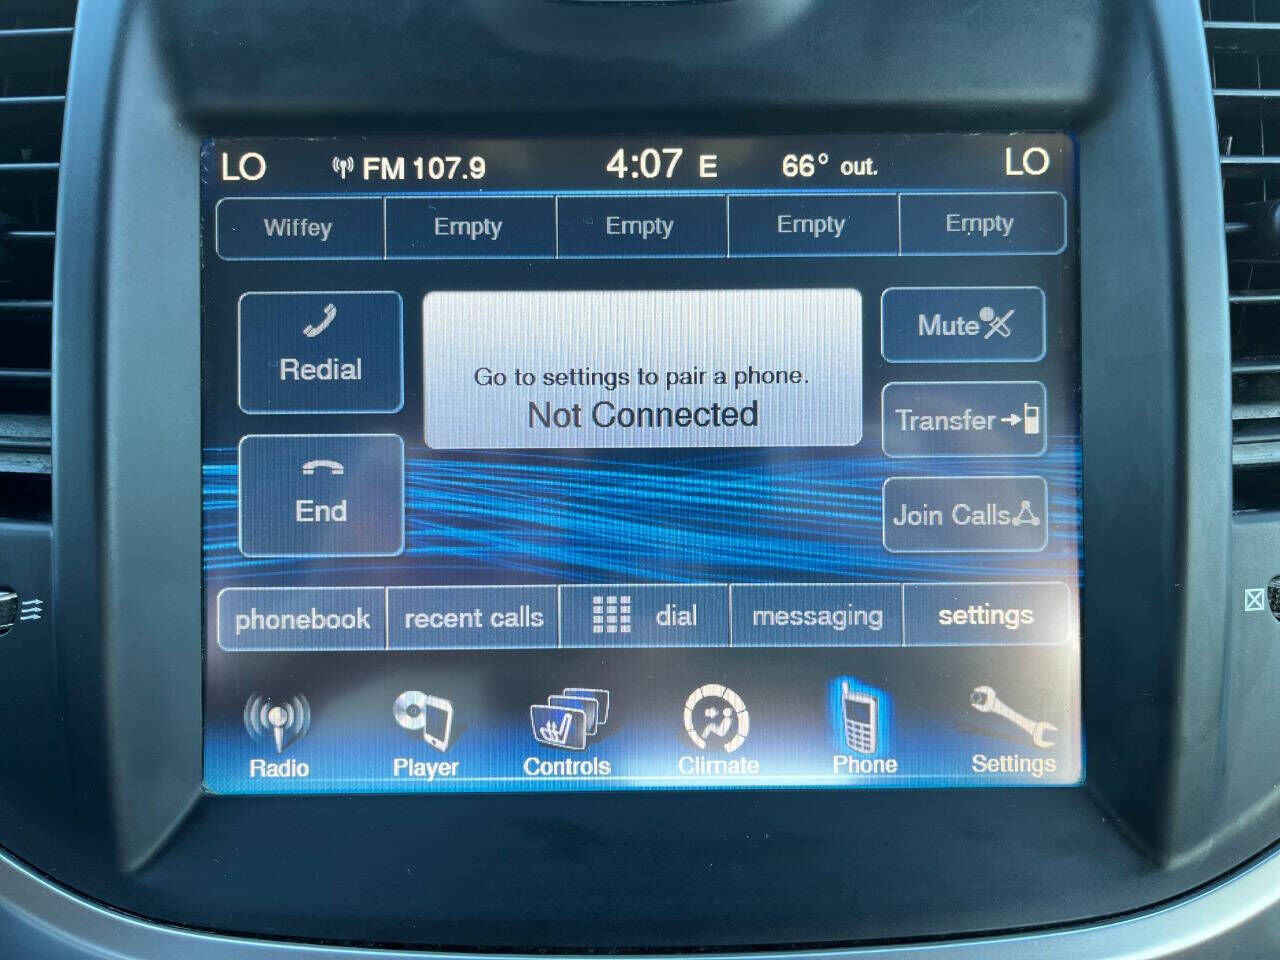 LO FM 107.9 4:07 E 66° out. LO
Wiffey Empty Empty Empty Empty
Redial
Go to settings to pair a phone.
Not Connected
Mute
Transfer
End
Join Calls
phonebook recent calls dial messaging settings
Radio Player Controls Climate Phone Settings